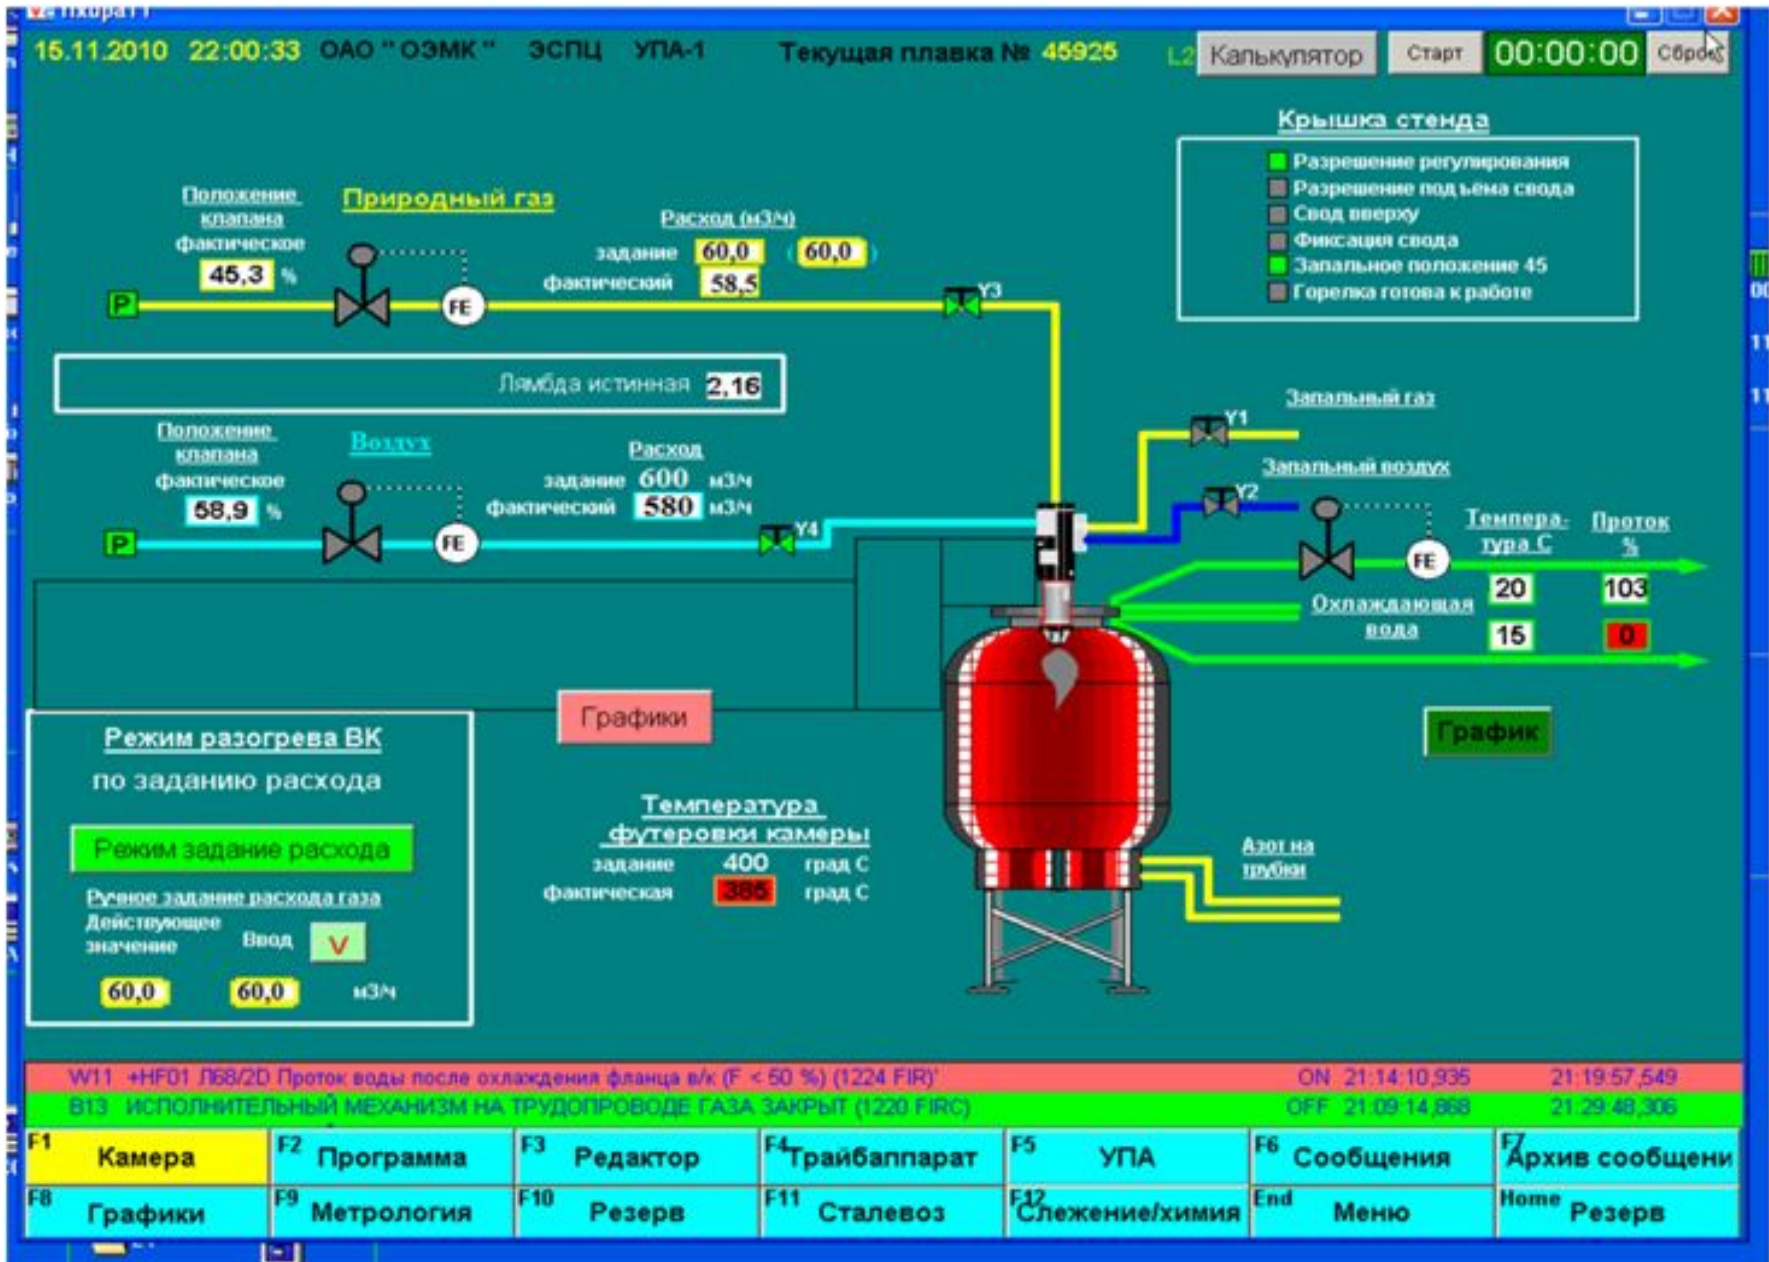 15.11.2010 22:00:33 ОАО " ОЭМК " ЭСПЦ УПА-1 Текущая плавка № 45925 L2 Калькулятор Старт 00:00:00 Сброс
Крышка стенда
Разрешение регулирования
Разрешение подъёма свода
Свод вверху
Фиксация свода
Запальное положение 45
Горелка готова к работе
Положение
клапана
фактическое
45,3 %
Природный газ
Расход (м3/ч)
задание 60,0 ( 60,0 )
фактический 58,5
P
FE
Y3
Лямбда истинная 2,16
Положение
клапана
фактическое
58,9 %
Воздух
Расход
задание 600 м3/ч
фактический 580 м3/ч
P
FE
Y4
Запальный газ
Y1
Запальный воздух
Y2
FE
Темпера-
тура С
Проток
%
20 103
Охлаждающая
вода
15 0
Графики
График
Режим разогрева ВК
по заданию расхода
Режим задание расхода
Ручное задание расхода газа
Действующее
значение
Ввод V
60,0 60,0 м3/ч
Температура
футеровки камеры
задание 400 град С
фактическая 385 град С
Азот на
трубки
W11 +HF01 Л68/2D Проток воды после охлаждения фланца в/к (F < 50 %) (1224 FIR)' ON 21:14:10,935 21:19:57,549
B13 ИСПОЛНИТЕЛЬНЫЙ МЕХАНИЗМ НА ТРУДОПРОВОДЕ ГАЗА ЗАКРЫТ (1220 FIRC) OFF 21:09:14,868 21:29:48,306
F1 Камера F2 Программа F3 Редактор F4 Трайбаппарат F5 УПА F6 Сообщения F7 Архив сообщени
F8 Графики F9 Метрология F10 Резерв F11 Сталевоз F12 Слежение/химия End Меню Home Резерв